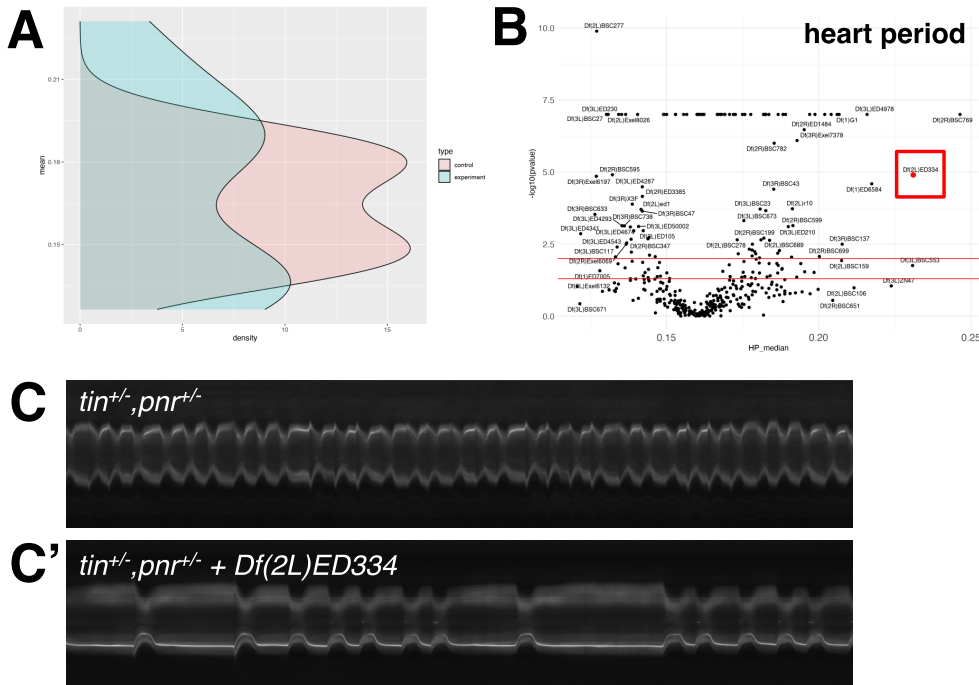 A
mean
0.21
0.18
0.15
0
5
10
15
density
type
control
experiment
B
heart period
-log10(pvalue)
10.0
7.5
5.0
2.5
0.0
Df(2L)BSC277
Df(3L)ED230
Df(3L)ED4978
Df(3L)BSC27
Df(2L)Exel8026
Df(1)G1
Df(2R)BSC769
Df(2R)ED1484
Df(3R)Exel7378
Df(2R)BSC782
Df(2R)BSC595
Df(2L)ED334
Df(3R)Exel6197
Df(3L)ED4287
Df(3R)BSC43
Df(1)ED6584
Df(2R)ED3385
Df(3R)X3F
Df(2L)ed1
Df(3L)BSC23
Df(2L)r10
Df(3R)BSC633
Df(3R)BSC47
Df(3L)ED4293
Df(3R)BSC738
Df(3L)BSC673
Df(2R)BSC599
Df(3L)ED4341
Df(3L)ED4674
Df(3L)ED50002
Df(3L)ED210
Df(3L)ED4543
Df(2R)BSC199
Df(3R)BSC137
Df(2R)BSC347
Df(2L)BSC278
Df(2L)BSC689
Df(3L)BSC117
Df(2R)BSC699
Df(2R)Exel6069
Df(2L)BSC159
Df(3L)BSC553
Df(1)ED7005
Df(3L)ZN47
Df(2L)BSC106
Df(2R)BSC651
Df(3L)BSC671
0.15
0.20
0.25
HP_median
C
tin+/-,pnr+/-
C’
tin+/-,pnr+/- + Df(2L)ED334